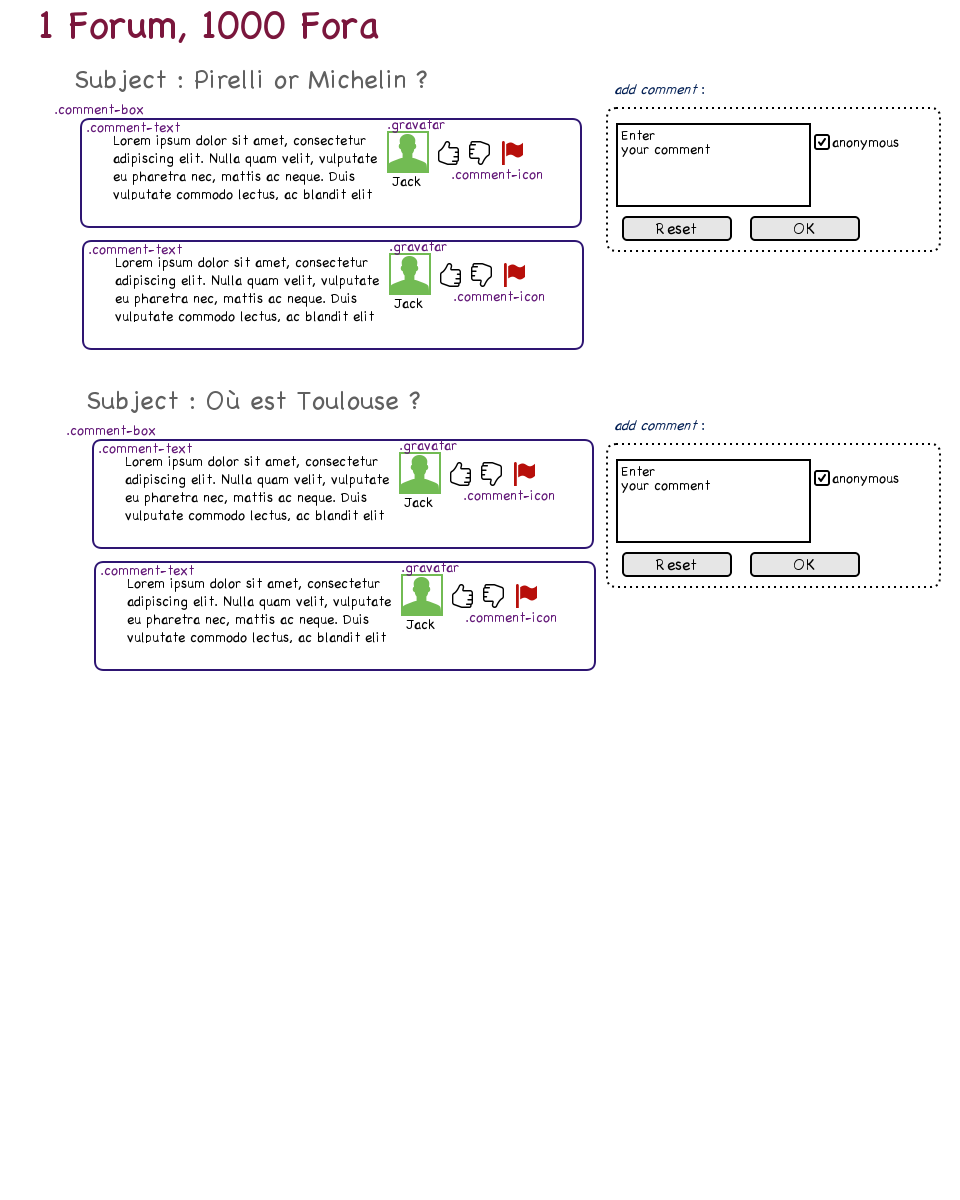 1 Forum, 1000 Fora
Subject : Pirelli or Michelin ?
.comment-box
.comment-text
.gravatar
Lorem ipsum dolor sit amet, consectetur
adipiscing elit. Nulla quam velit, vulputate
eu pharetra nec, mattis ac neque. Duis
vulputate commodo lectus, ac blandit elit
Jack
.comment-icon
.comment-text
.gravatar
Lorem ipsum dolor sit amet, consectetur
adipiscing elit. Nulla quam velit, vulputate
eu pharetra nec, mattis ac neque. Duis
vulputate commodo lectus, ac blandit elit
Jack
.comment-icon
add comment :
Enter
your comment
anonymous
Reset
OK
Subject : Où est Toulouse ?
.comment-box
.comment-text
.gravatar
Lorem ipsum dolor sit amet, consectetur
adipiscing elit. Nulla quam velit, vulputate
eu pharetra nec, mattis ac neque. Duis
vulputate commodo lectus, ac blandit elit
Jack
.comment-icon
.comment-text
.gravatar
Lorem ipsum dolor sit amet, consectetur
adipiscing elit. Nulla quam velit, vulputate
eu pharetra nec, mattis ac neque. Duis
vulputate commodo lectus, ac blandit elit
Jack
.comment-icon
add comment :
Enter
your comment
anonymous
Reset
OK